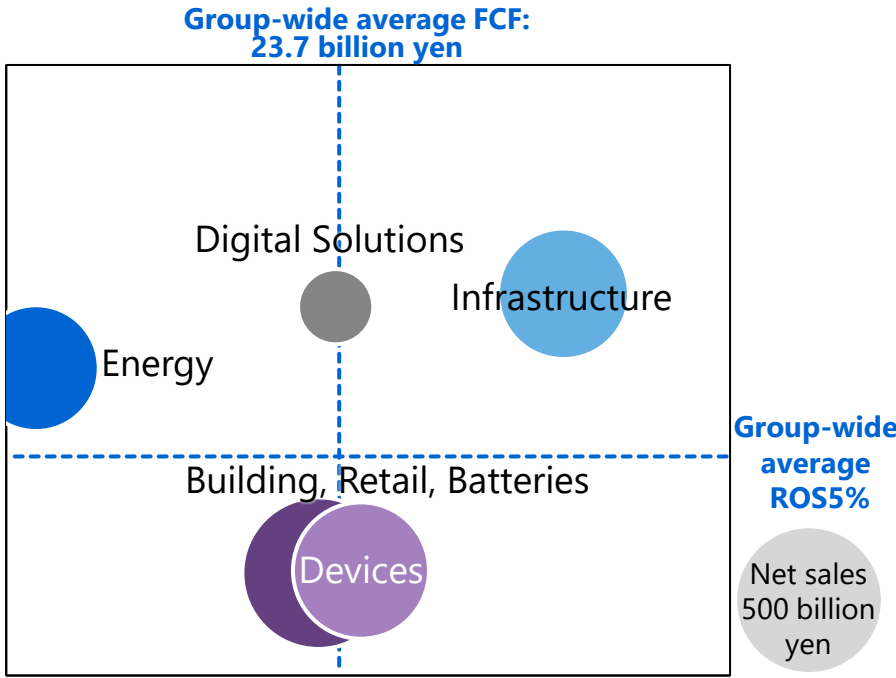 Group-wide average FCF:
23.7 billion yen
Digital Solutions
Infrastructure
Energy
Group-wide
average
ROS5%
Building, Retail, Batteries
Devices
Net sales
500 billion
yen